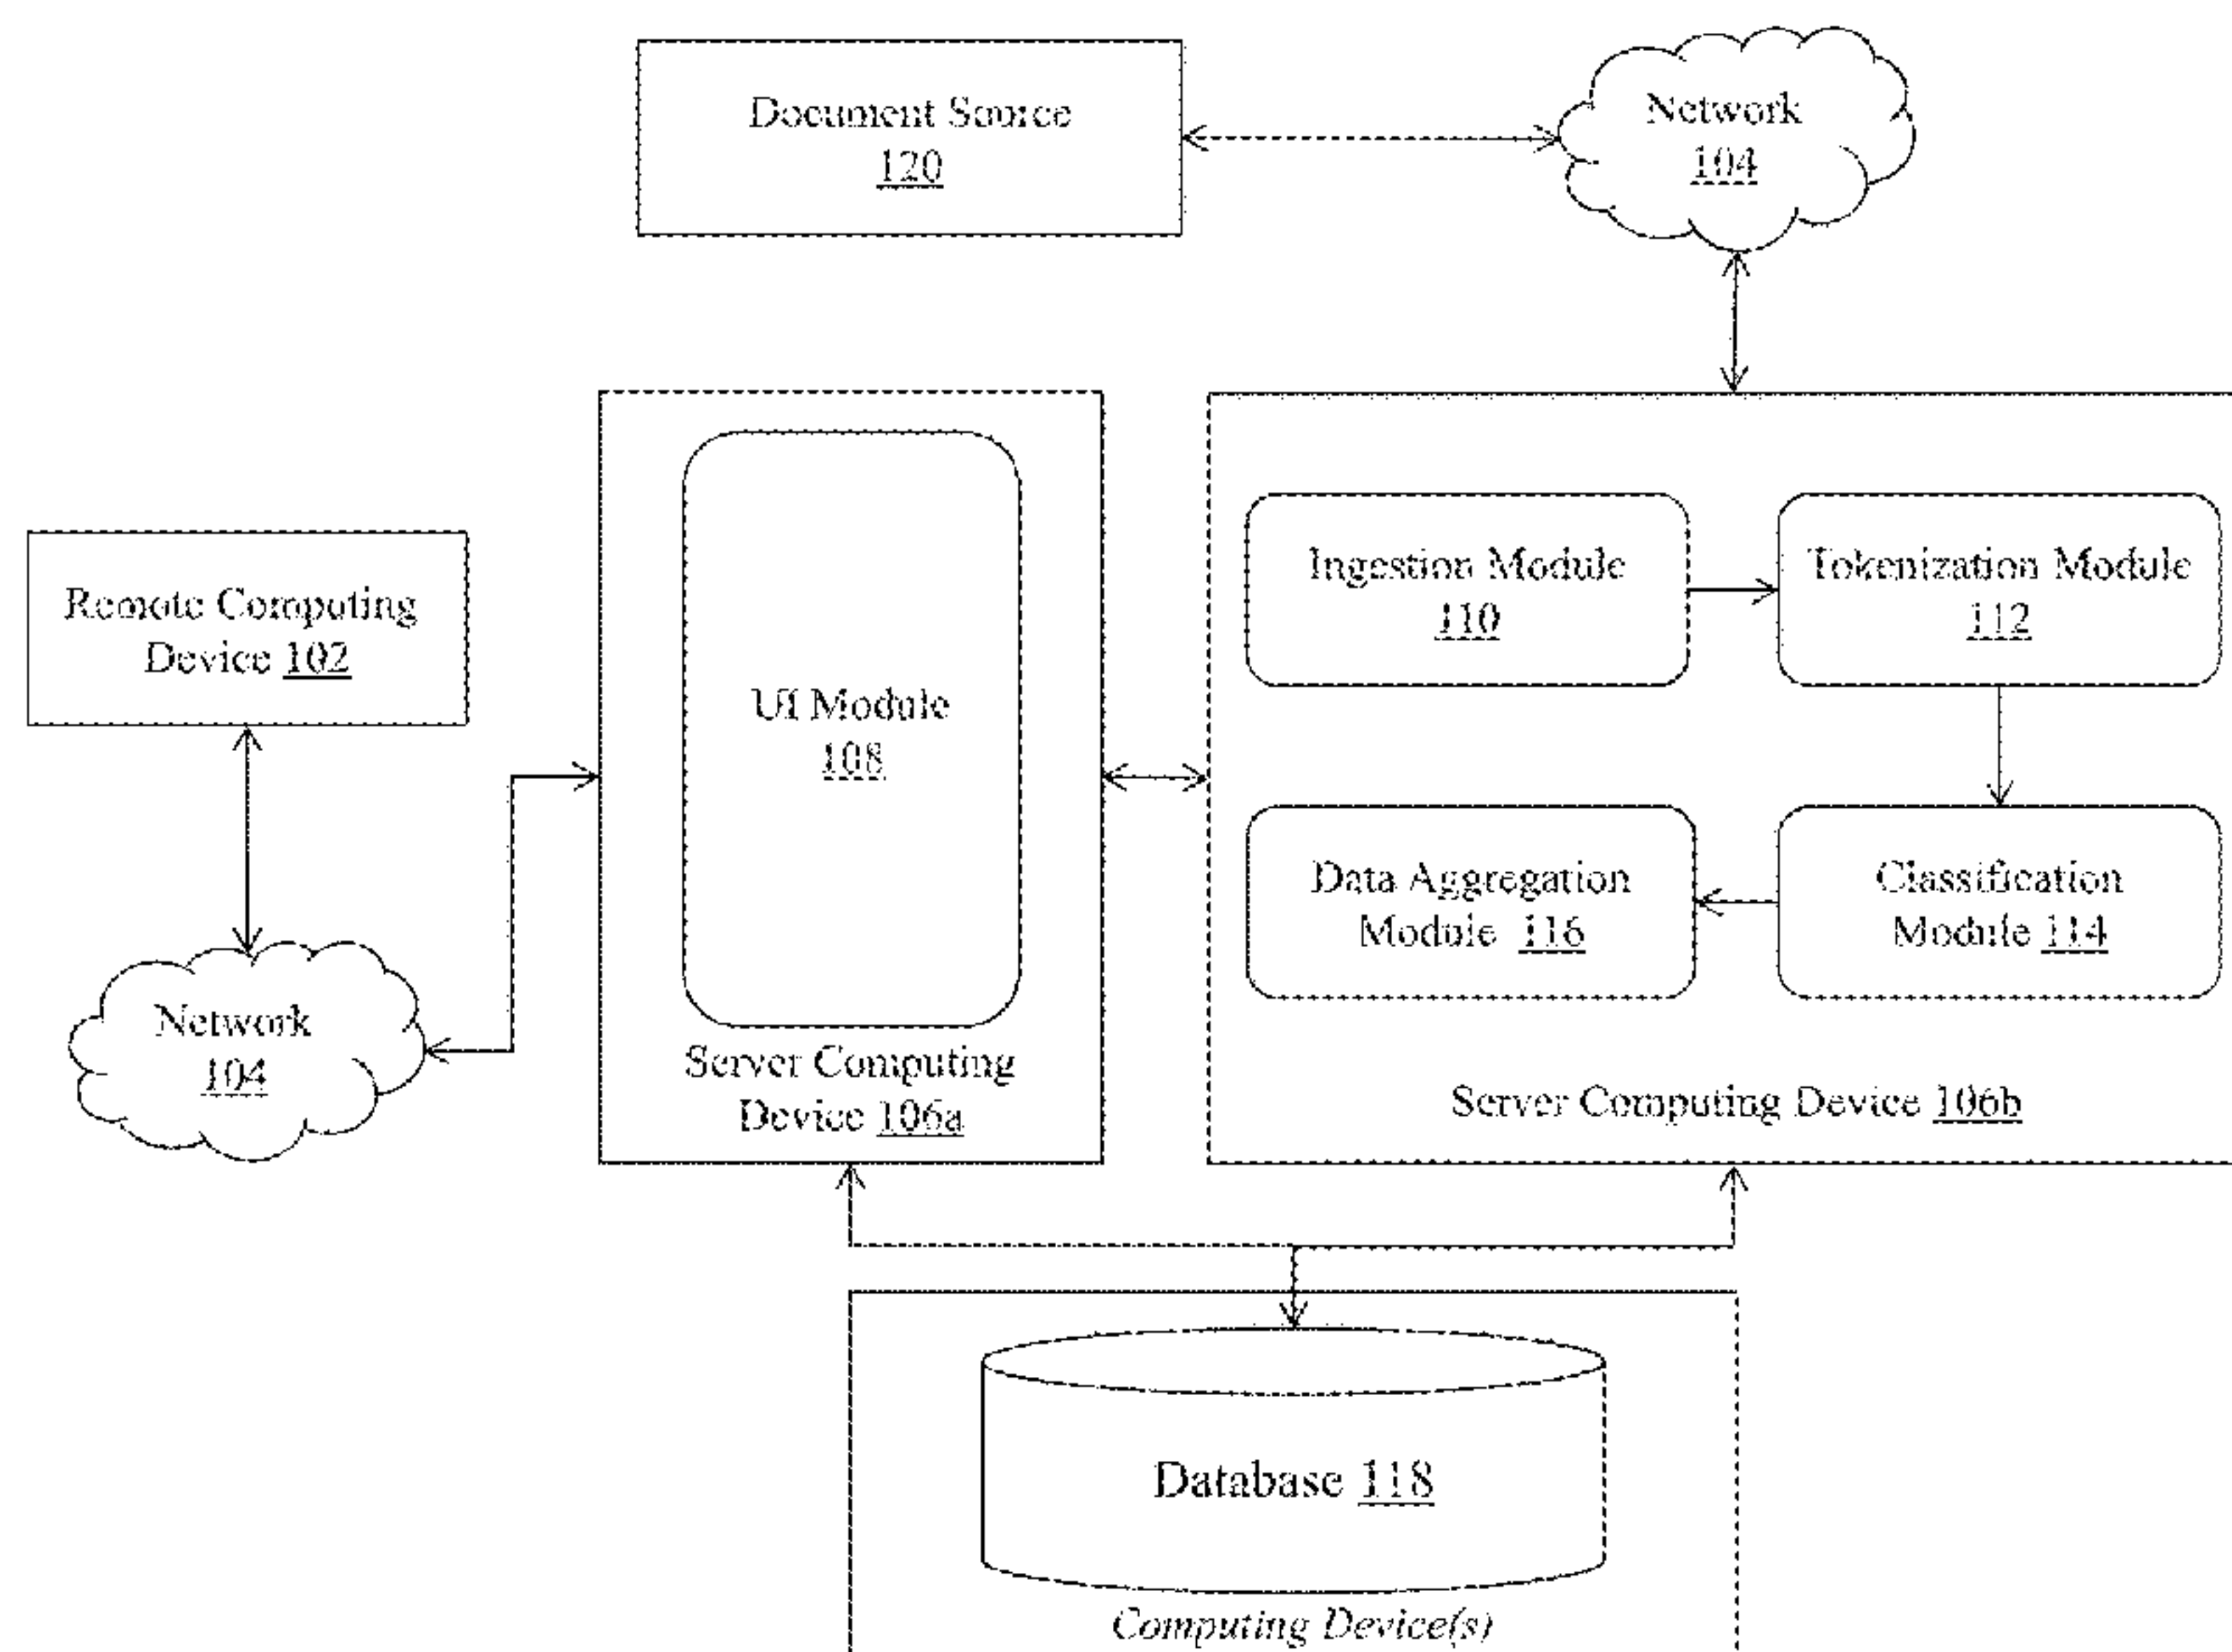 Document Source
120
Network
104
Remote Computing
Device 102
Network
104
UI Module
108
Server Computing
Device 106a
Ingestion Module
110
Tokenization Module
112
Data Aggregation
Module 116
Classification
Module 114
Server Computing Device 106b
Database 118
Computing Device(s)